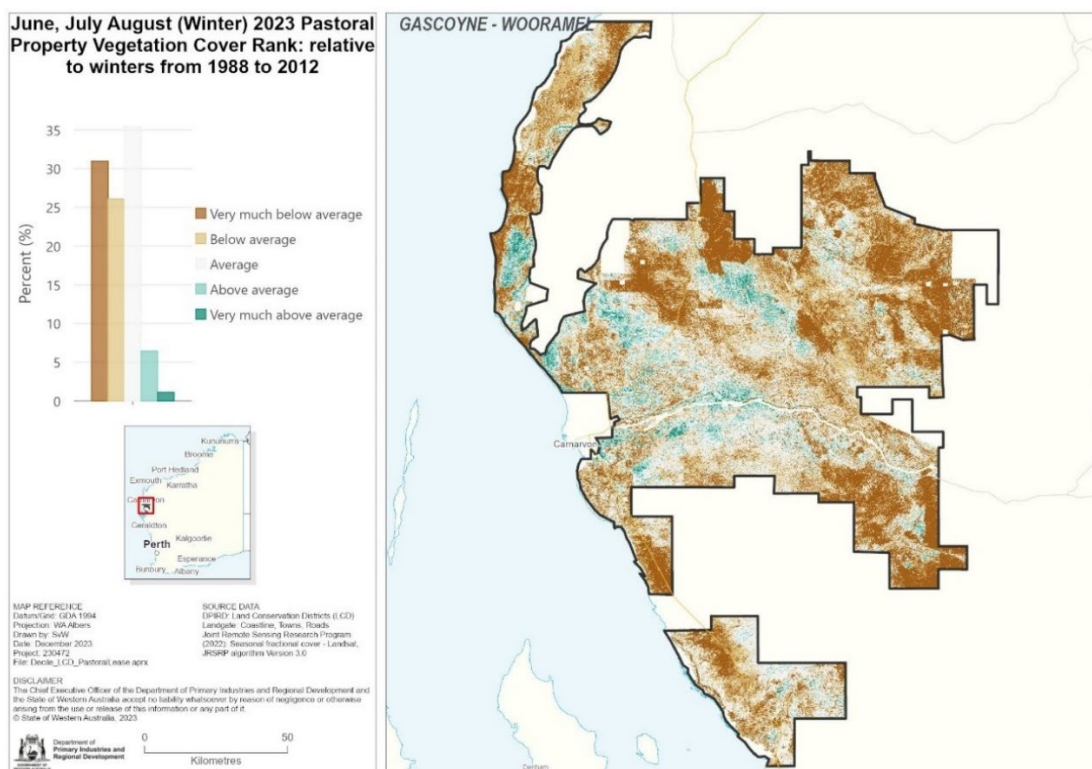 June, July August (Winter) 2023 Pastoral
Property Vegetation Cover Rank: relative
to winters from 1988 to 2012
GASCOYNE - WOORAMEL
Percent (%)
35
30
25
20
15
10
5
0
Very much below average
Below average
Average
Above average
Very much above average
Carnarvon
Denham
Kununurra
Broome
Port Hedland
Exmouth
Karratha
Geraldton
Kalgoorlie
Perth
Esperance
Bunbury
Albany
MAP REFERENCE
Datum/Grid: GDA 1994
Projection: WA Albers
Drawn by: SvW
Date: December 2023
Project: 230472
File: Decile_LCD_PastoralLease.aprx
SOURCE DATA
DPIRD: Land Conservation Districts (LCD)
Landgate: Coastline, Towns, Roads
Joint Remote Sensing Research Program
(2022): Seasonal fractional cover - Landsat,
JRSRP algorithm Version 3.0
DISCLAIMER
The Chief Executive Officer of the Department of Primary Industries and Regional Development and
the State of Western Australia accept no liability whatsoever by reason of negligence or otherwise
arising from the use or release of this information or any part of it.
© State of Western Australia, 2023
Department of
Primary Industries and
Regional Development
0 50
Kilometres